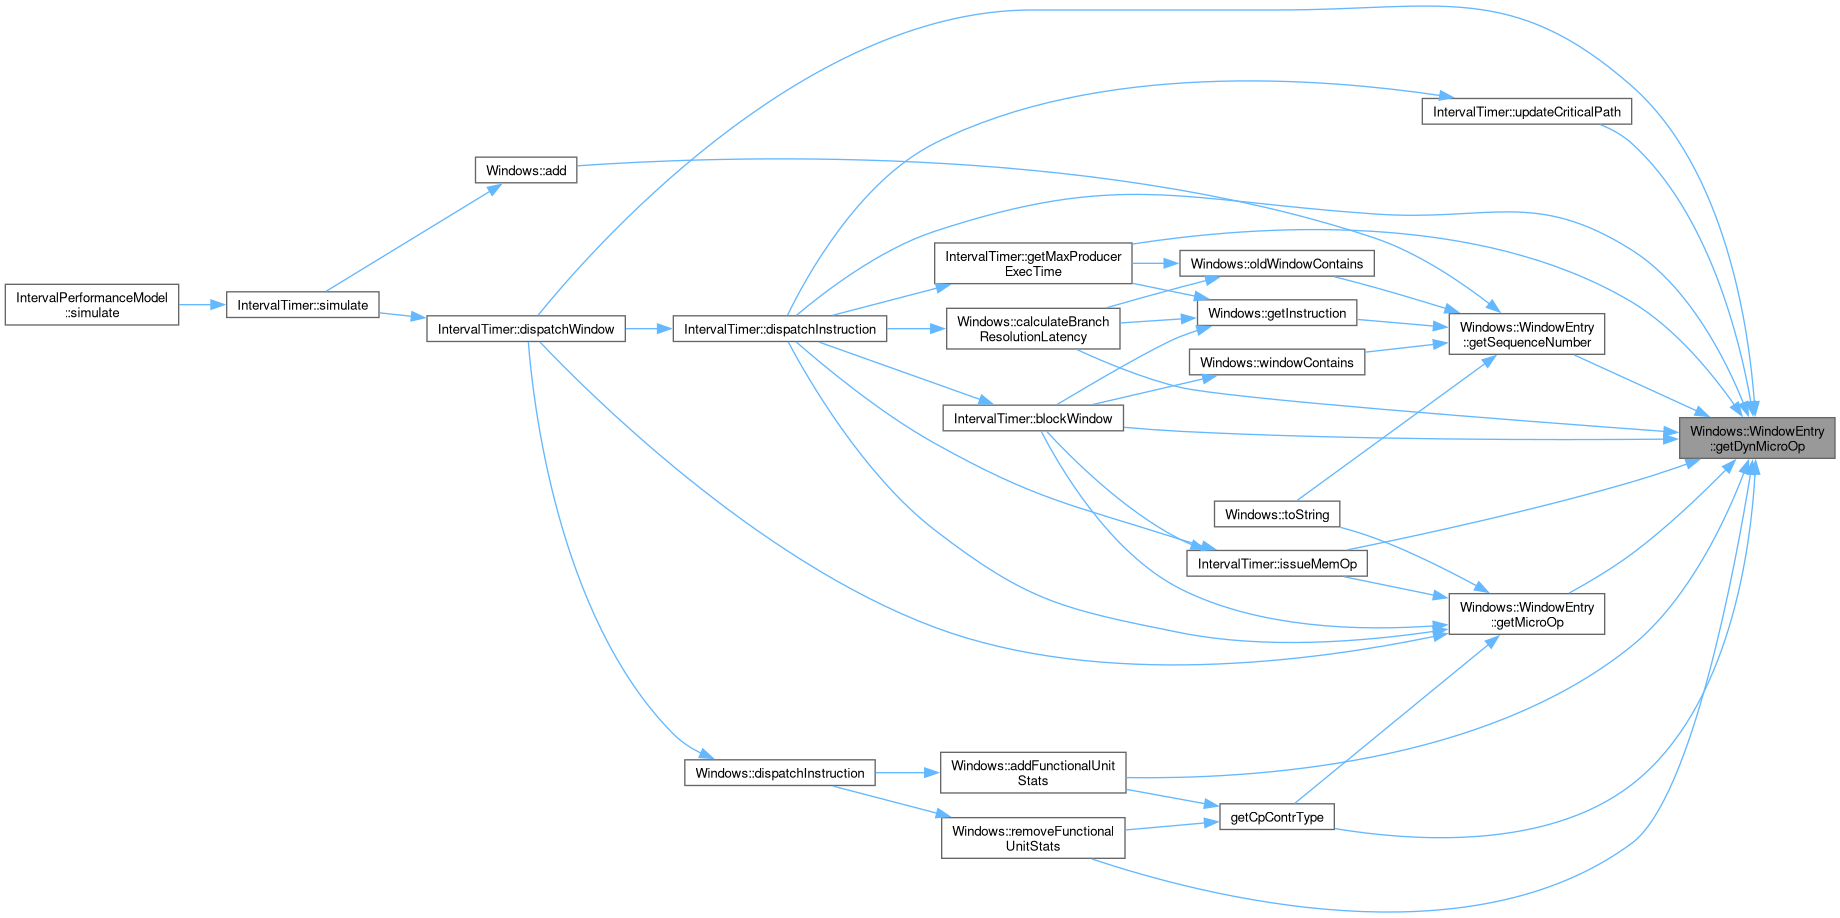 IntervalTimer::updateCriticalPath
Windows::add
IntervalTimer::getMaxProducer
ExecTime
Windows::oldWindowContains
IntervalPerformanceModel
::simulate
IntervalTimer::simulate
IntervalTimer::dispatchWindow
IntervalTimer::dispatchInstruction
Windows::calculateBranch
ResolutionLatency
Windows::getInstruction
Windows::WindowEntry
::getSequenceNumber
Windows::windowContains
IntervalTimer::blockWindow
Windows::WindowEntry
::getDynMicroOp
Windows::toString
IntervalTimer::issueMemOp
Windows::WindowEntry
::getMicroOp
Windows::dispatchInstruction
Windows::addFunctionalUnit
Stats
getCpContrType
Windows::removeFunctional
UnitStats